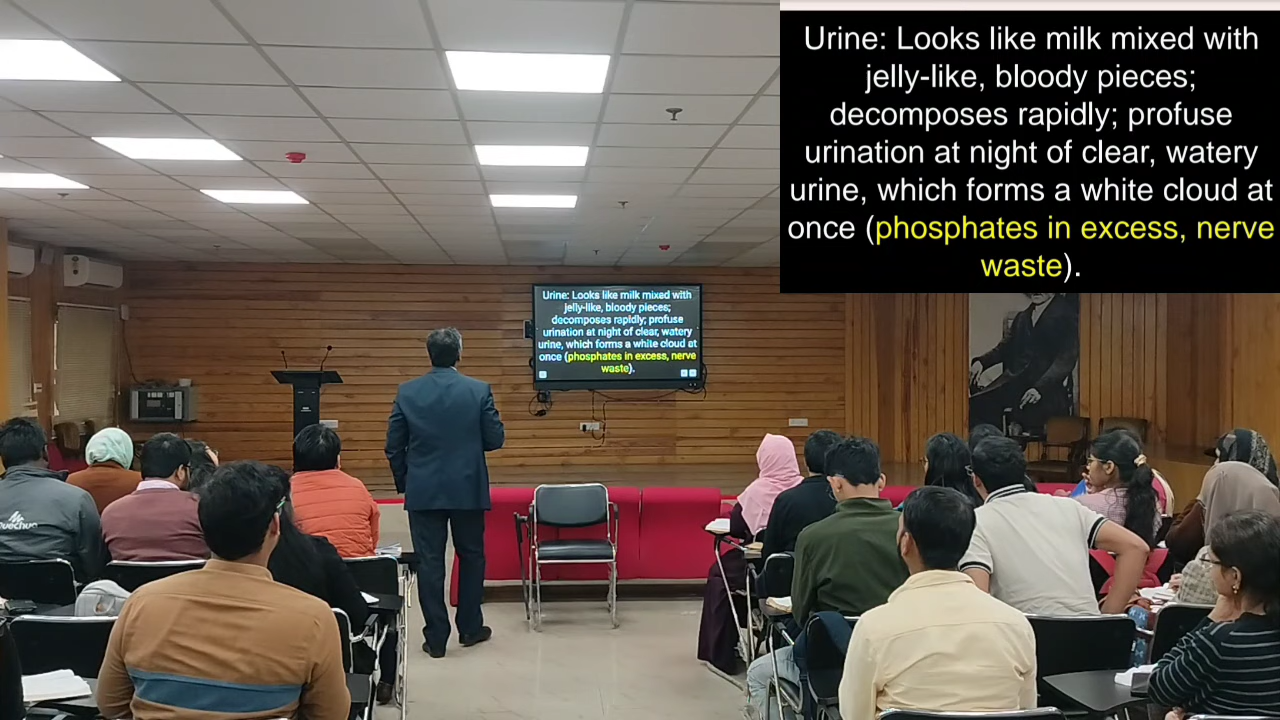 Urine: Looks like milk mixed with
jelly-like, bloody pieces;
decomposes rapidly; profuse
urination at night of clear, watery
urine, which forms a white cloud at
once (phosphates in excess, nerve
waste).
Urine: Looks like milk mixed with
jelly-like, bloody pieces;
decomposes rapidly; profuse
urination at night of clear, watery
urine, which forms a white cloud at
once (phosphates in excess, nerve
waste).
Quechua